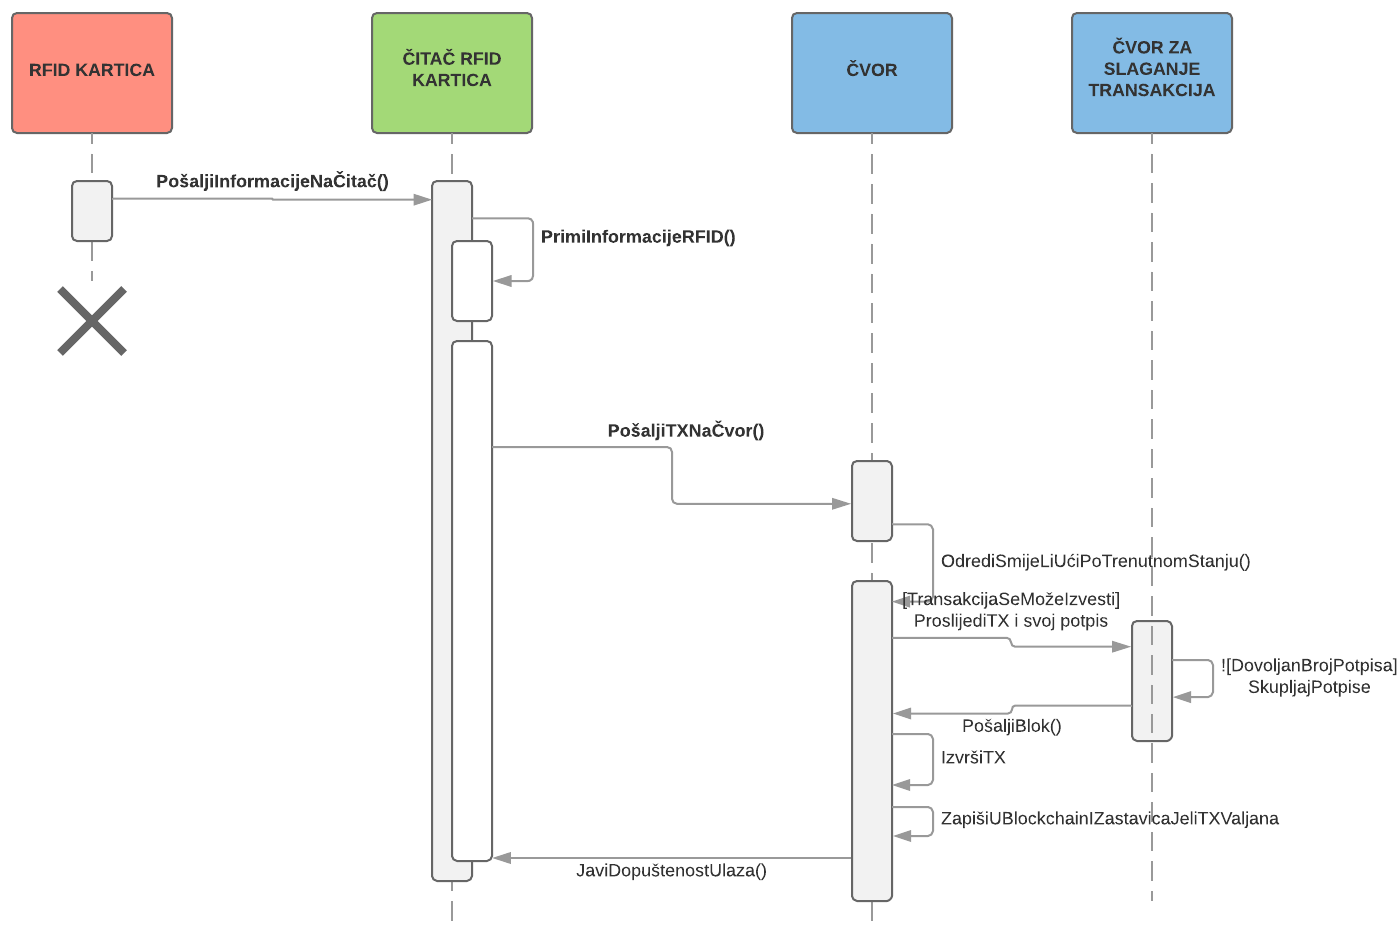 RFID KARTICA
ČITAČ RFID
KARTICA
ČVOR
ČVOR ZA
SLAGANJE
TRANSAKCIJA
PošaljiInformacijeNaČitač()
PrimiInformacijeRFID()
PošaljiTXNaČvor()
OdrediSmijeLiUćiPoTrenutnomStanju()
[TransakcijaSeMožeIzvesti]
ProslijediTX i svoj potpis
![DovoljanBrojPotpisa]
SkupljajPotpise
PošaljiBlok()
IzvršiTX
ZapišiUBlockchainIZastavicaJeliTXValjana
JaviDopuštenostUlaza()